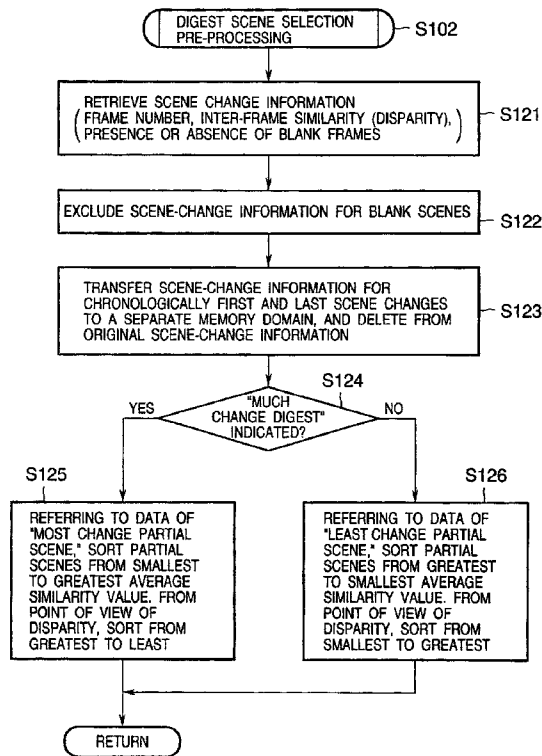 DIGEST SCENE SELECTION
PRE-PROCESSING
S102
RETRIEVE SCENE CHANGE INFORMATION
( FRAME NUMBER, INTER-FRAME SIMILARITY (DISPARITY),
PRESENCE OR ABSENCE OF BLANK FRAMES )
S121
EXCLUDE SCENE-CHANGE INFORMATION FOR BLANK SCENES
S122
TRANSFER SCENE-CHANGE INFORMATION FOR
CHRONOLOGICALLY FIRST AND LAST SCENE CHANGES
TO A SEPARATE MEMORY DOMAIN, AND DELETE FROM
ORIGINAL SCENE-CHANGE INFORMATION
S123
S124
"MUCH
CHANGE DIGEST"
INDICATED?
YES
NO
S125
REFERRING TO DATA OF
"MOST CHANGE PARTIAL
SCENE," SORT PARTIAL
SCENES FROM SMALLEST
TO GREATEST AVERAGE
SIMILARITY VALUE. FROM
POINT OF VIEW OF
DISPARITY, SORT FROM
GREATEST TO LEAST
S126
REFERRING TO DATA OF
"LEAST CHANGE PARTIAL
SCENE," SORT PARTIAL
SCENES FROM GREATEST
TO SMALLEST AVERAGE
SIMILARITY VALUE. FROM
POINT OF VIEW OF
DISPARITY, SORT FROM
SMALLEST TO GREATEST
RETURN